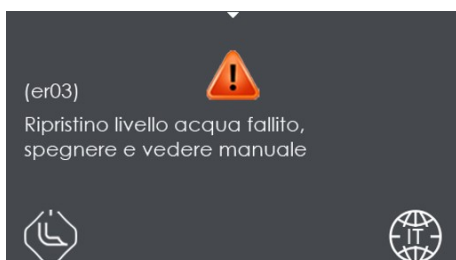 (er03)
Ripristino livello acqua fallito,
spegnere e vedere manuale
IT